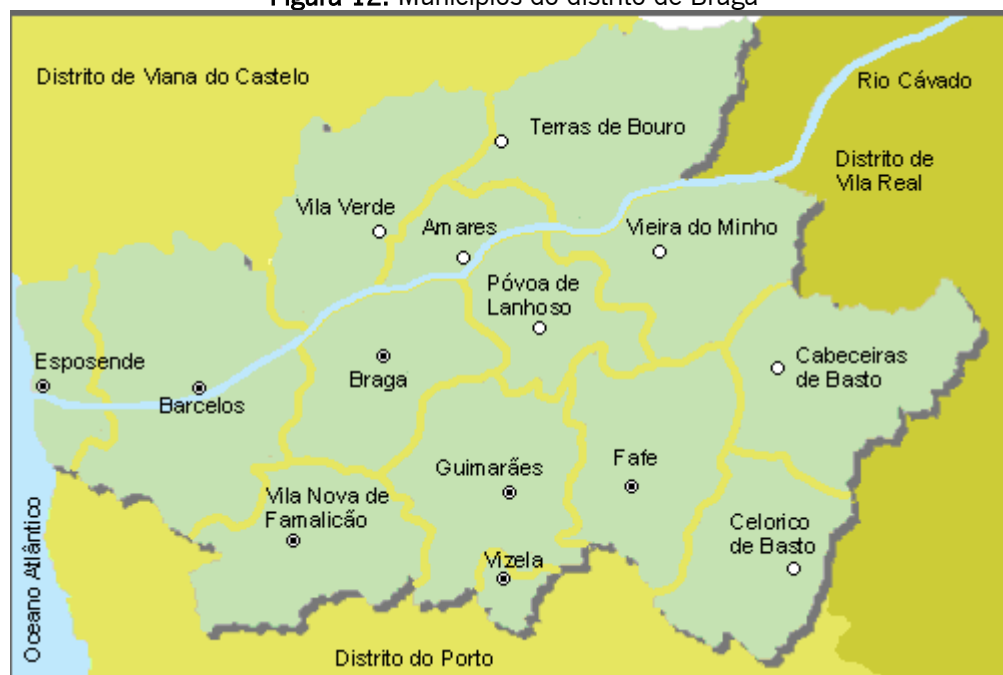 Figura 12. Municípios do distrito de Braga
Distrito de Viana do Castelo
Rio Cávado
Terras de Bouro
Distrito de
Vila Real
Vila Verde
Amares
Vieira do Minho
Póvoa de
Lanhoso
Esposende
Braga
Cabeceiras
de Basto
Barcelos
Guimarães
Fafe
Vila Nova de
Famalicão
Celorico
de Basto
Vizela
Oceano Atlântico
Distrito do Porto